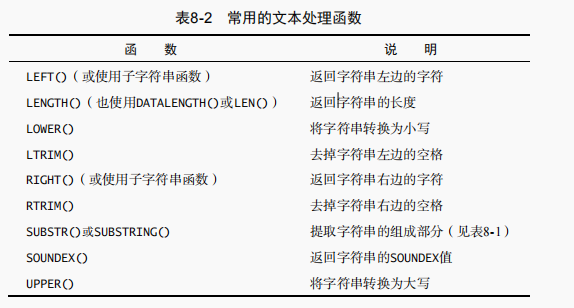 表8-2 常用的文本处理函数
函 数 说 明
LEFT()（或使用子字符串函数） 返回字符串左边的字符
LENGTH()（也使用DATALENGTH()或LEN()） 返回字符串的长度
LOWER() 将字符串转换为小写
LTRIM() 去掉字符串左边的空格
RIGHT()（或使用子字符串函数） 返回字符串右边的字符
RTRIM() 去掉字符串右边的空格
SUBSTR()或SUBSTRING() 提取字符串的组成部分（见表8-1）
SOUNDEX() 返回字符串的SOUNDEX值
UPPER() 将字符串转换为大写